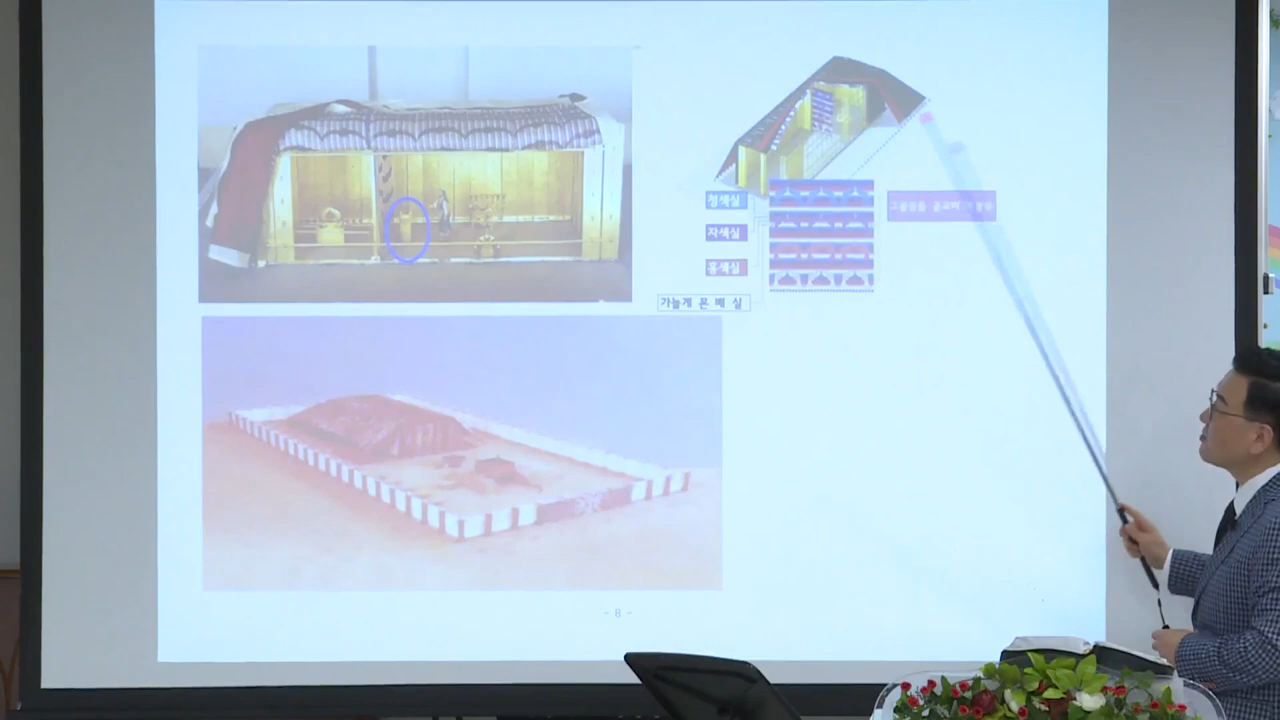 청색실
자색실
홍색실
가늘게 꼰 베 실
- 8 -